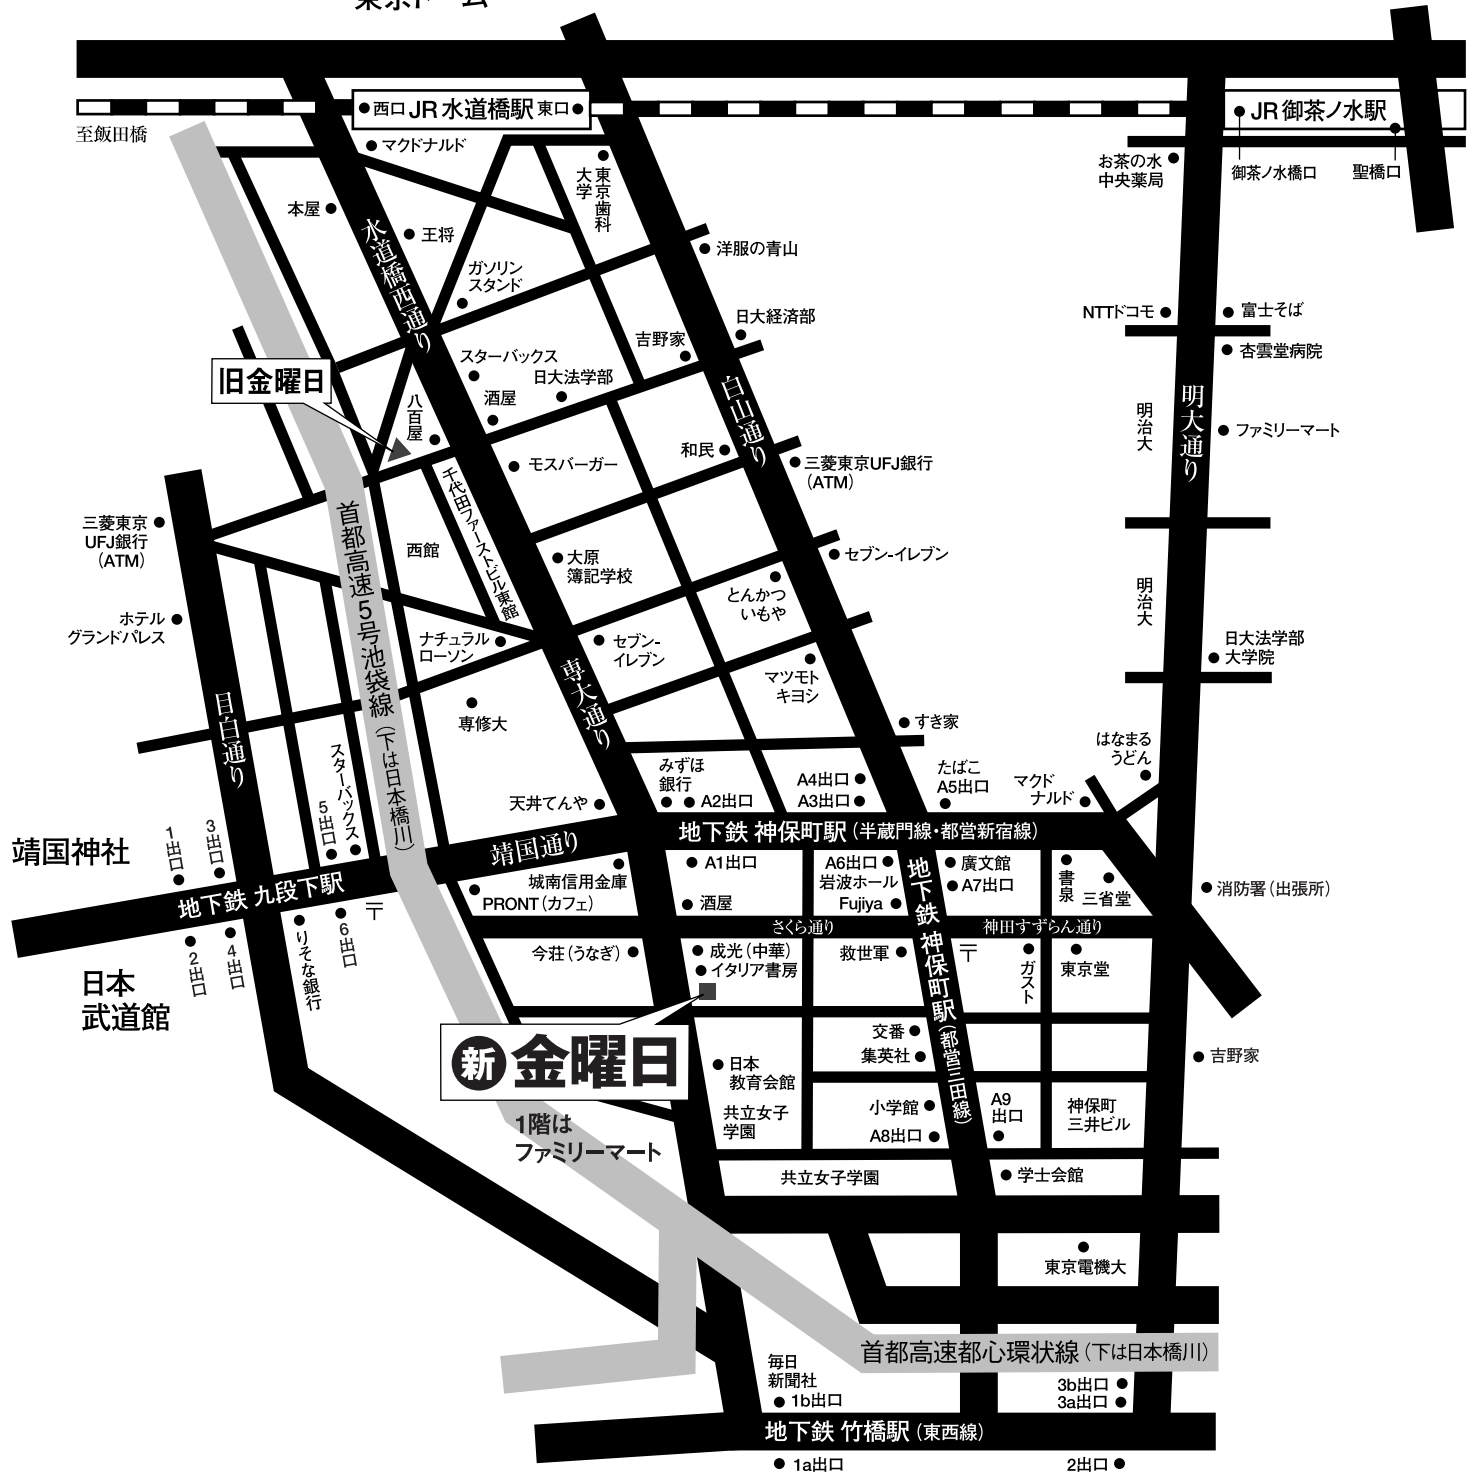 東京ドーム
西口 JR 水道橋駅 東口
JR 御茶ノ水駅
至飯田橋
マクドナルド
お茶の水
中央薬局
御茶ノ水橋口
聖橋口
東京歯科
大学
本屋
王将
水道橋西通り
洋服の青山
ガソリン
スタンド
NTTドコモ
富士そば
日大経済部
吉野家
杏雲堂病院
スターバックス
日大法学部
旧金曜日
酒屋
八百屋
白山通り
明治大
明大通り
ファミリーマート
和民
モスバーガー
三菱東京UFJ銀行
(ATM)
千代田ファーストビル東館
三菱東京
UFJ銀行
(ATM)
首都高速5号池袋線(下は日本橋川)
西館
大原
簿記学校
セブン-イレブン
とんかつ
いもや
明治大
ホテル
グランドパレス
ナチュラル
ローソン
セブン-
イレブン
日大法学部
大学院
専大通り
マツモト
キヨシ
目白通り
専修大
すき家
はなまる
うどん
スターバックス
みずほ
銀行
A2出口
A4出口
A3出口
たばこ
A5出口
マクド
ナルド
天丼てんや
5出口
3出口
1出口
靖国神社
靖国通り
地下鉄 神保町駅(半蔵門線・都営新宿線)
城南信用金庫
A1出口
A6出口
岩波ホール
Fujiya
廣文館
A7出口
書泉
三省堂
消防署(出張所)
地下鉄 九段下駅
〒
PRONT(カフェ)
酒屋
さくら通り
神田すずらん通り
地下鉄 神保町駅(都営三田線)
2出口
4出口
りそな銀行
6出口
今荘(うなぎ)
成光(中華)
イタリア書房
救世軍
〒
ガスト
東京堂
日本
武道館
新 金曜日
交番
集英社
吉野家
日本
教育会館
1階は
ファミリーマート
共立女子
学園
小学館
A8出口
A9
出口
神保町
三井ビル
共立女子学園
学士会館
東京電機大
首都高速都心環状線(下は日本橋川)
毎日
新聞社
1b出口
3b出口
3a出口
地下鉄 竹橋駅(東西線)
1a出口
2出口